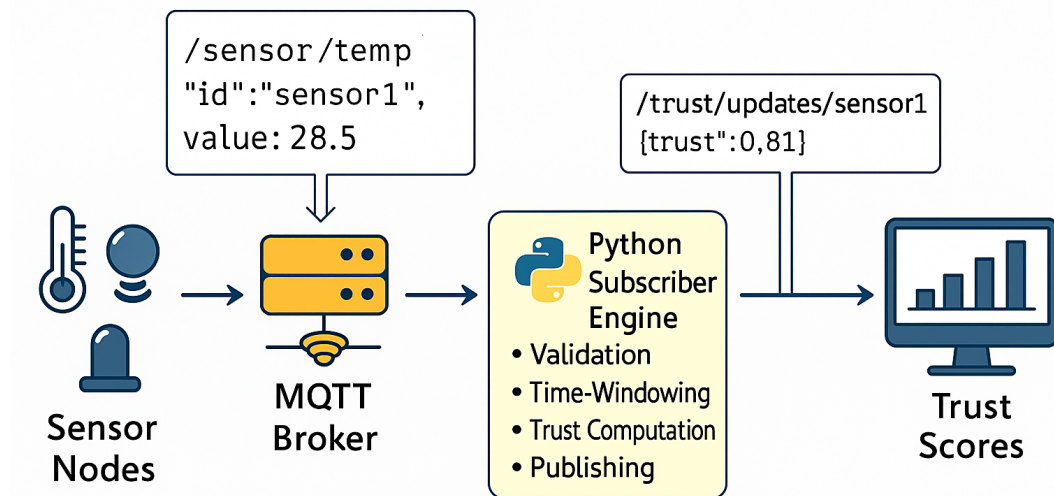 /sensor/temp
"id":"sensor1",
value: 28.5
/trust/updates/sensor1
{trust":0,81}
Sensor
Nodes
MQTT
Broker
Python
Subscriber
Engine
• Validation
• Time-Windowing
• Trust Computation
• Publishing
Trust
Scores